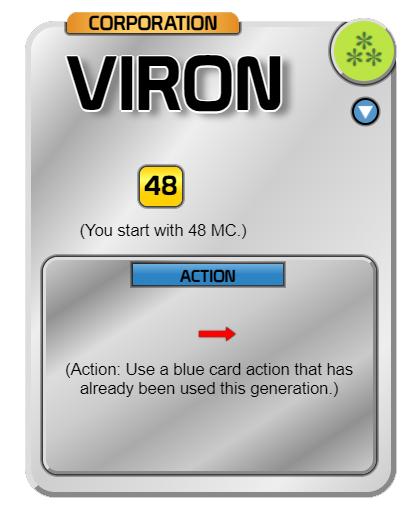 CORPORATION
VIRON
48
(You start with 48 MC.)
ACTION
(Action: Use a blue card action that has
already been used this generation.)